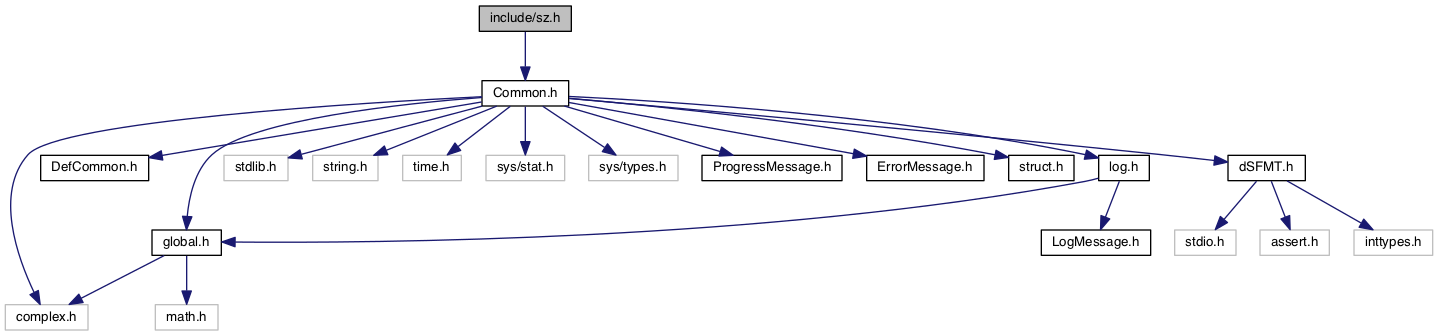 include/sz.h
Common.h
DefCommon.h
stdlib.h
string.h
time.h
sys/stat.h
sys/types.h
ProgressMessage.h
ErrorMessage.h
struct.h
log.h
dSFMT.h
global.h
LogMessage.h
stdio.h
assert.h
inttypes.h
complex.h
math.h